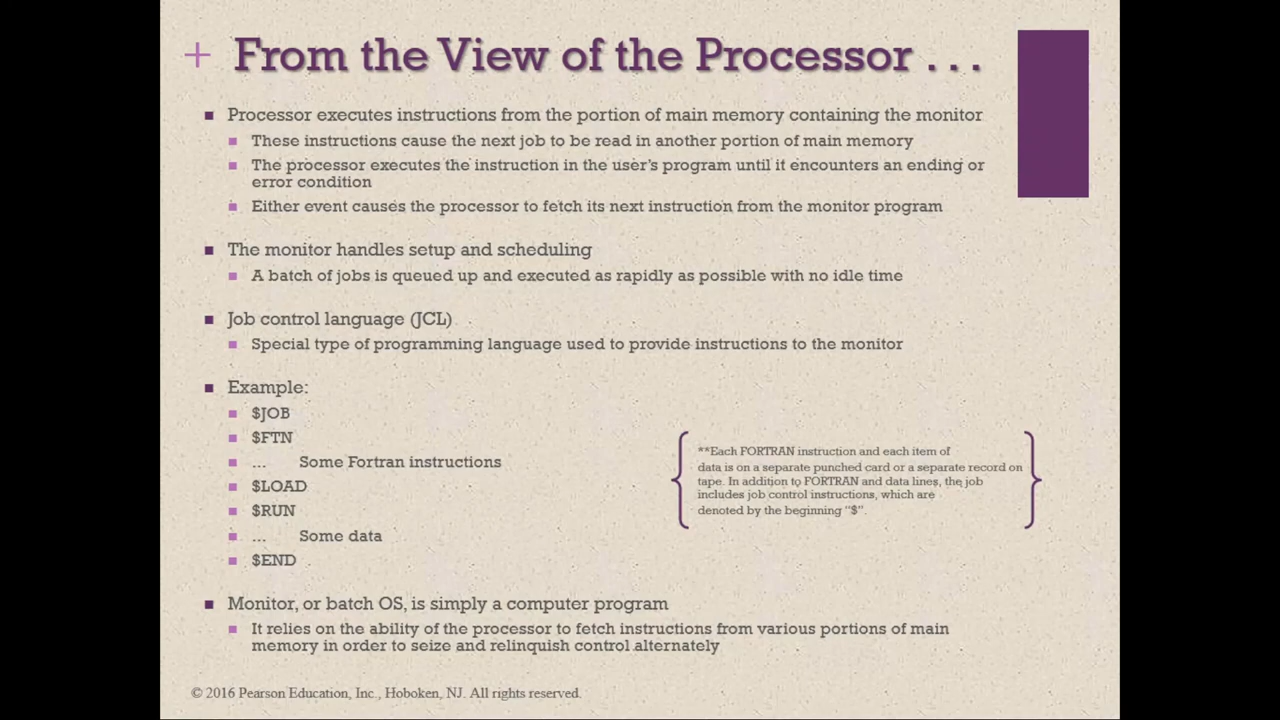 + From the View of the Processor . . .
Processor executes instructions from the portion of main memory containing the monitor
These instructions cause the next job to be read in another portion of main memory
The processor executes the instruction in the user's program until it encounters an ending or
error condition
Either event causes the processor to fetch its next instruction from the monitor program
The monitor handles setup and scheduling
A batch of jobs is queued up and executed as rapidly as possible with no idle time
Job control language (JCL)
Special type of programming language used to provide instructions to the monitor
Example:
$JOB
$FTN
... Some Fortran instructions
$LOAD
$RUN
... Some data
$END
**Each FORTRAN instruction and each item of
data is on a separate punched card or a separate record on
tape. In addition to FORTRAN and data lines, the job
includes job control instructions, which are
denoted by the beginning “$”.
Monitor, or batch OS, is simply a computer program
It relies on the ability of the processor to fetch instructions from various portions of main
memory in order to seize and relinquish control alternately
© 2016 Pearson Education, Inc., Hoboken, NJ. All rights reserved.